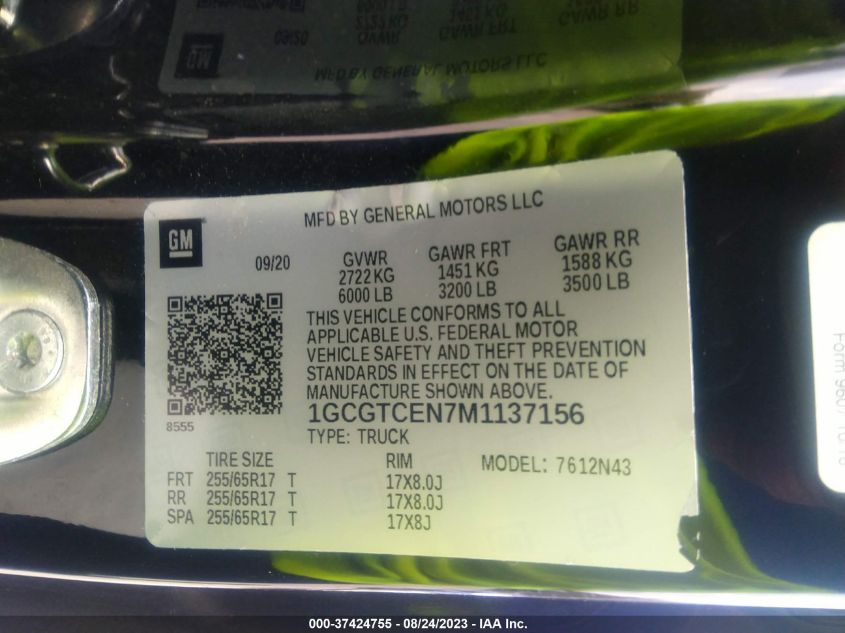 MFD BY GENERAL MOTORS LLC
GM
09/20
GVWR GAWR FRT GAWR RR
2722 KG 1451 KG 1588 KG
6000 LB 3200 LB 3500 LB
THIS VEHICLE CONFORMS TO ALL
APPLICABLE U.S. FEDERAL MOTOR
VEHICLE SAFETY AND THEFT PREVENTION
STANDARDS IN EFFECT ON THE DATE OF
MANUFACTURE SHOWN ABOVE.
8555
1GCGTCEN7M1137156
TYPE: TRUCK
TIRE SIZE RIM MODEL: 7612N43
FRT 255/65R17 T 17X8.0J
RR 255/65R17 T 17X8.0J
SPA 255/65R17 T 17X8J
000-37424755 - 08/24/2023 - IAA Inc.